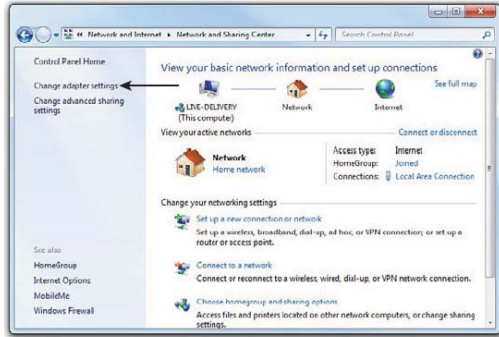 « Network and Internet ▸ Network and Sharing Center
Search Control Panel
Control Panel Home
Change adapter settings
Change advanced sharing
settings
View your basic network information and set up connections
See full map
LIVE-DELIVERY
(This computer)
Network
Internet
View your active networks
Connect or disconnect
Network
Home network
Access type: Internet
HomeGroup: Joined
Connections: Local Area Connection
Change your networking settings
Set up a new connection or network
Set up a wireless, broadband, dial-up, ad hoc, or VPN connection; or set up a
router or access point.
Connect to a network
Connect or reconnect to a wireless, wired, dial-up, or VPN network connection.
Choose homegroup and sharing options
Access files and printers located on other network computers, or change sharing
settings.
See also
HomeGroup
Internet Options
MobileMe
Windows Firewall